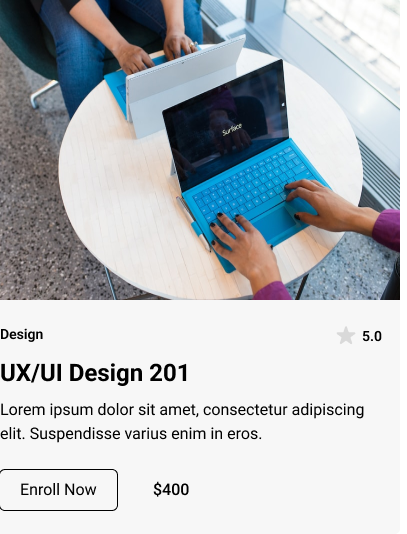 Surface
Design
5.0
UX/UI Design 201
Lorem ipsum dolor sit amet, consectetur adipiscing
elit. Suspendisse varius enim in eros.
Enroll Now
$400